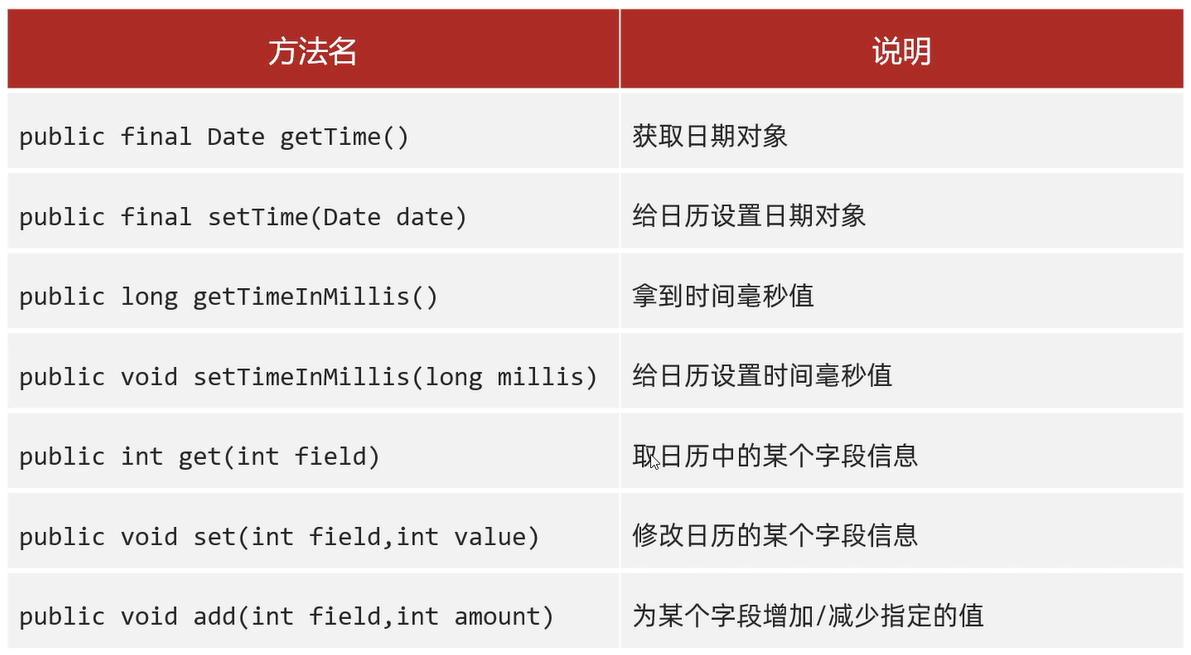 方法名 说明
public final Date getTime() 获取日期对象
public final setTime(Date date) 给日历设置日期对象
public long getTimeInMillis() 拿到时间毫秒值
public void setTimeInMillis(long millis) 给日历设置时间毫秒值
public int get(int field) 取日历中的某个字段信息
public void set(int field,int value) 修改日历的某个字段信息
public void add(int field,int amount) 为某个字段增加/减少指定的值